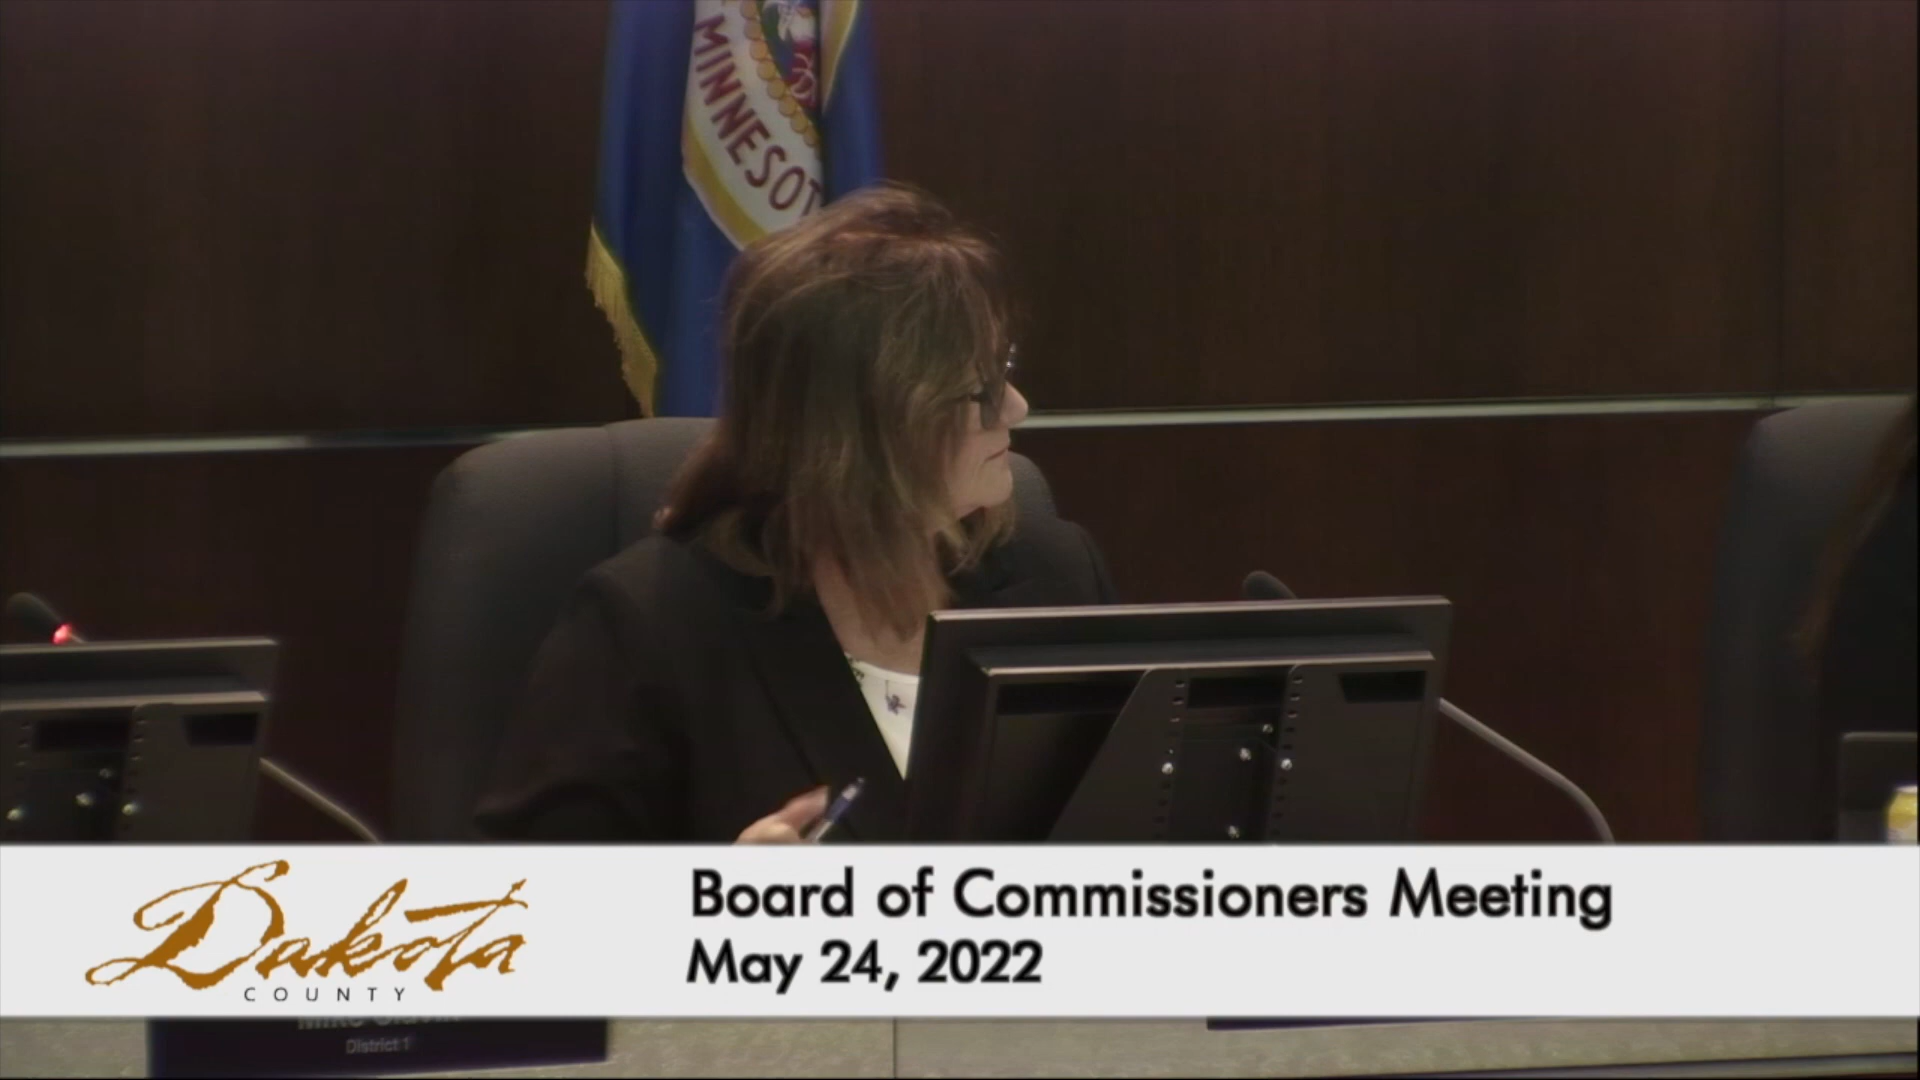 MINNESOT
Dakota
COUNTY
Board of Commissioners Meeting
May 24, 2022
District 1